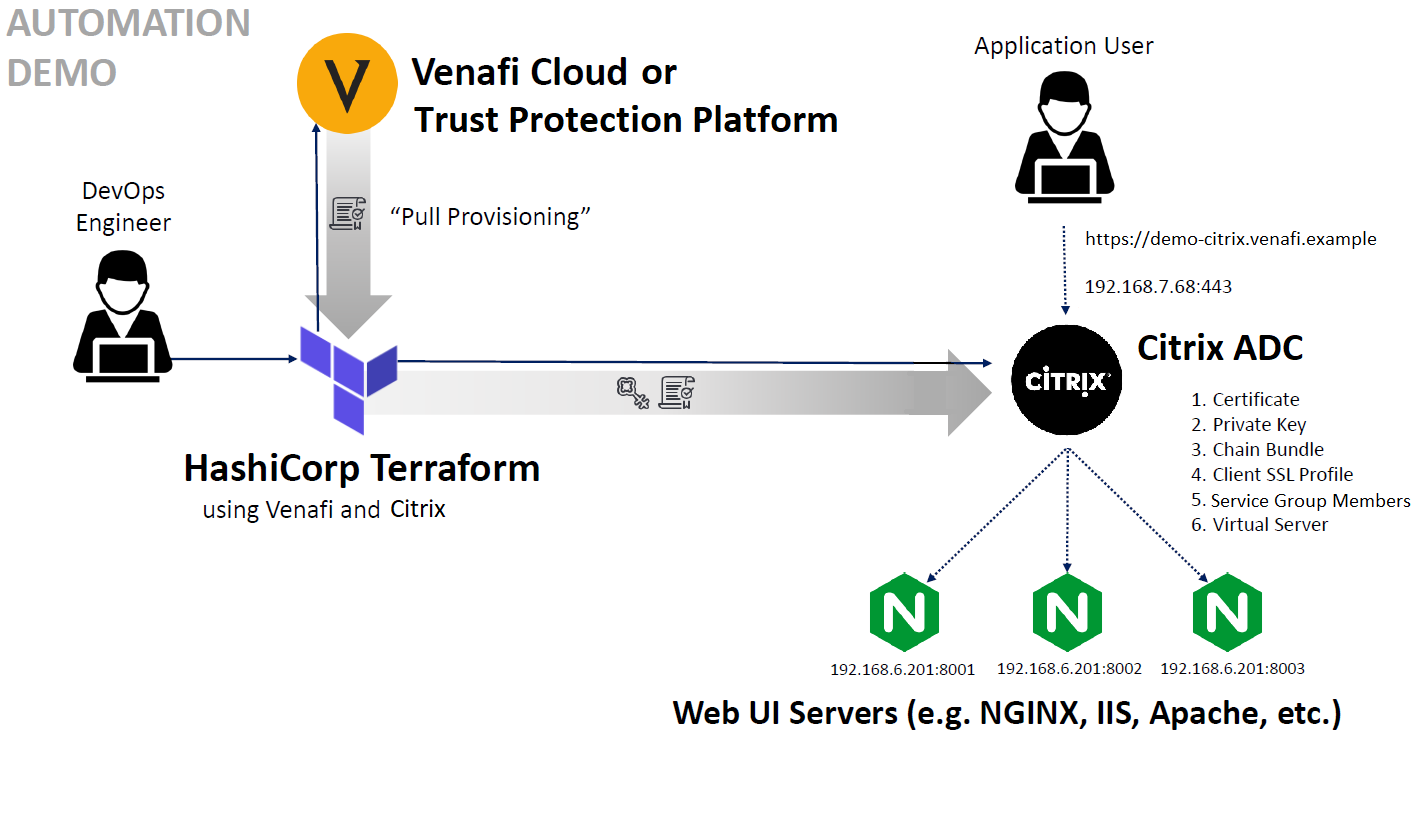 AUTOMATION
DEMO
Venafi Cloud or
Trust Protection Platform
Application User
DevOps
Engineer
“Pull Provisioning”
https://demo-citrix.venafi.example
192.168.7.68:443
Citrix ADC
CITRIX
1. Certificate
2. Private Key
3. Chain Bundle
4. Client SSL Profile
5. Service Group Members
6. Virtual Server
HashiCorp Terraform
using Venafi and Citrix
N
N
N
192.168.6.201:8001
192.168.6.201:8002
192.168.6.201:8003
Web UI Servers (e.g. NGINX, IIS, Apache, etc.)